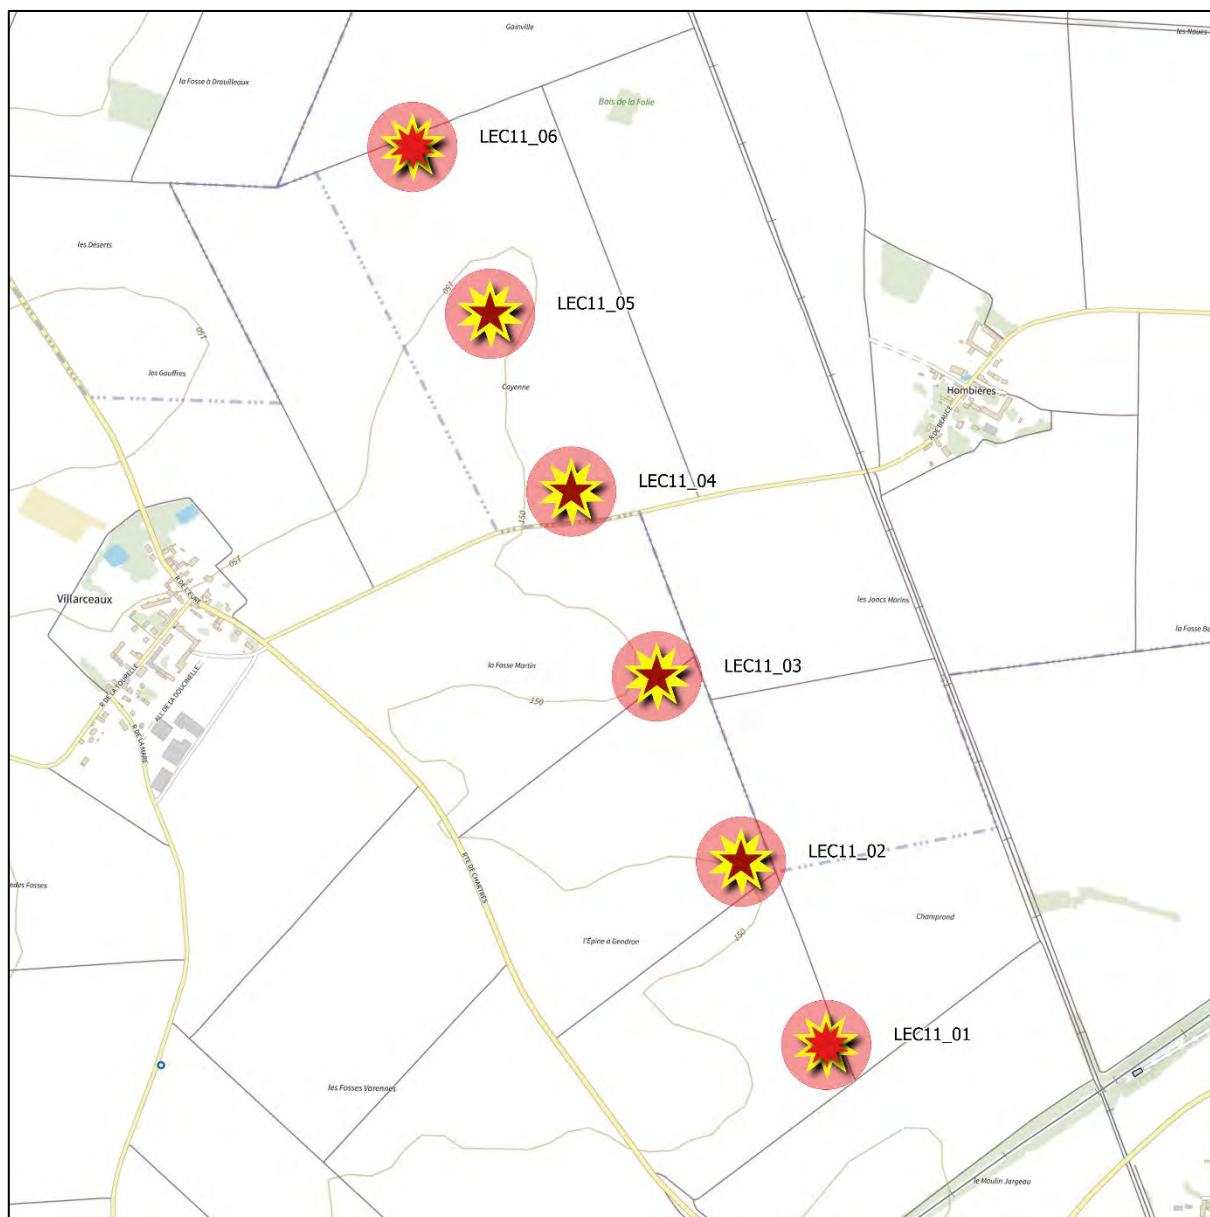 Gainville
les Noues
la Fosse à Drouilleaux
Bois de la Folie
LEC11_06
les Déserts
150
LEC11_05
150
les Gouffres
Cayenne
Hombières
R DE BEAUCE
LEC11_04
150
150
R DE L'EURE
Villarceaux
les Joncs Marins
la Fosse Ba
R DE LA TOURELLE
ALL DE LA DOUCINELLE
la Fosse Martin
LEC11_03
150
R DE LA MARE
LEC11_02
RTE DE CHARTRES
ndes Fosses
Champrond
150
l'Épine à Gendron
LEC11_01
les Fosses Varennes
le Moulin Jargeau